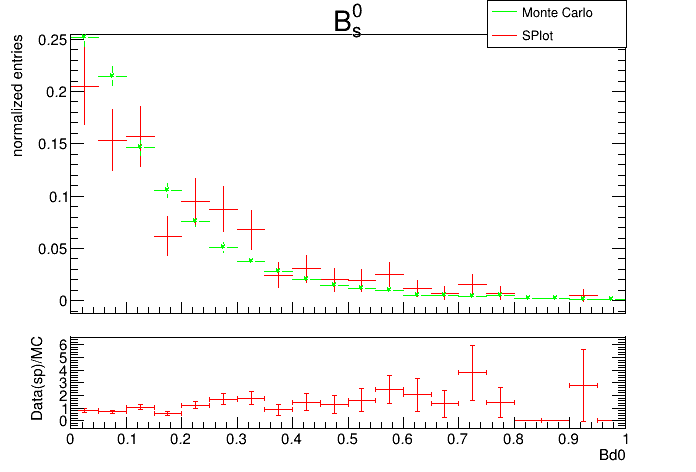 B_s^0
Monte Carlo
SPlot
normalized entries
0.25
0.2
0.15
0.1
0.05
0
Data(sp)/MC
6
5
4
3
2
1
0
0 0.1 0.2 0.3 0.4 0.5 0.6 0.7 0.8 0.9 1
Bd0